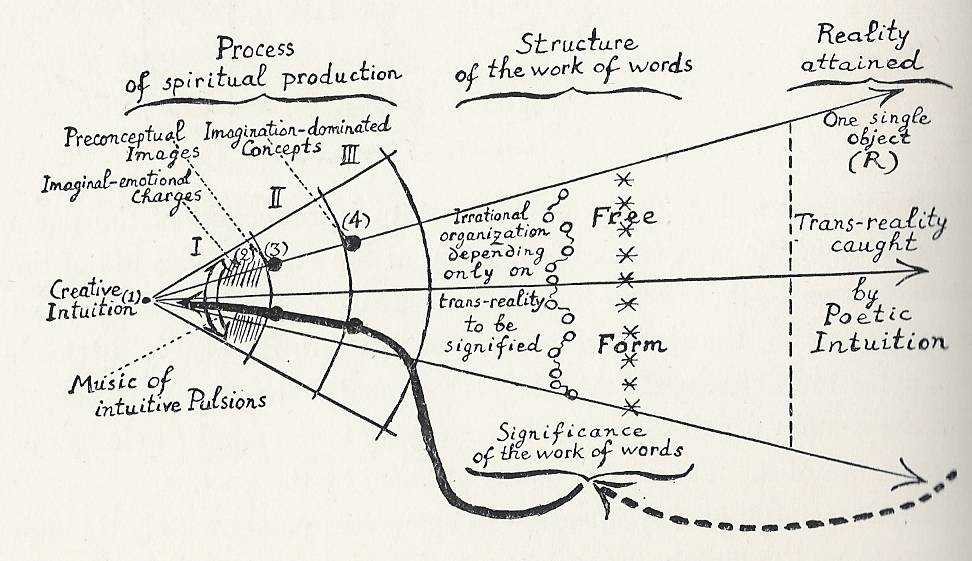 Process
of spiritual production
Structure
of the work of words
Reality
attained
Preconceptual
Images
Imagination-dominated
Concepts
Imaginal-emotional
Charges
I
II
III
(2)
(3)
(4)
Creative
Intuition
(1)
Music of
intuitive Pulsions
Irrational
organization
depending
only on
trans-reality
to be
signified
Free
Form
One single
object
(R)
Trans-reality
caught
by
Poetic
Intuition
Significance
of the work of words